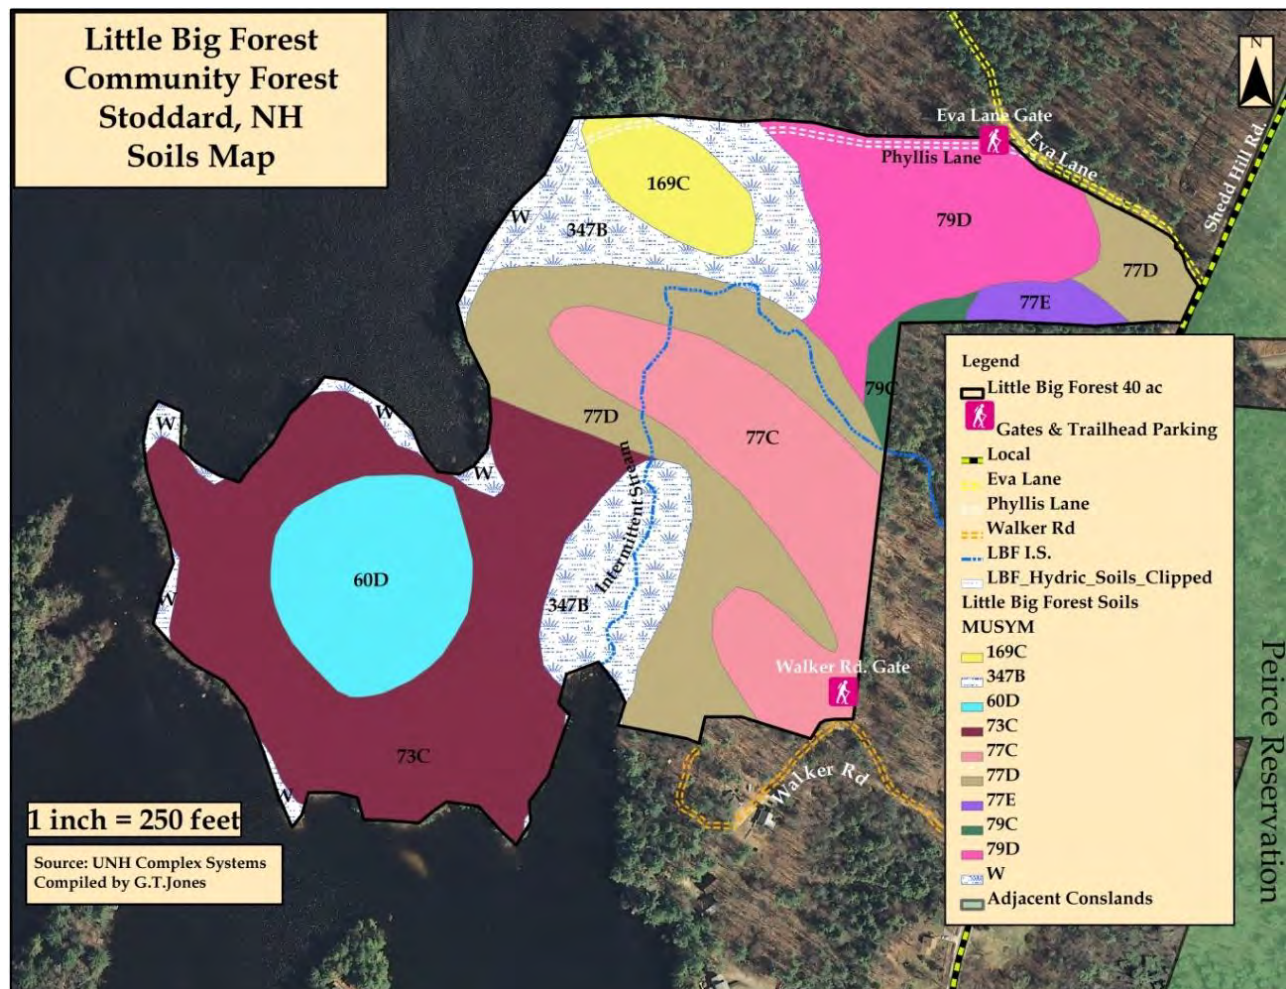 Little Big Forest
Community Forest
Stoddard, NH
Soils Map
N
Eva Lane Gate
Eva Lane
Phyllis Lane
Shedd Hill Rd
169C
W
347B
79D
77D
77E
79C
77D
77C
W
W
W
Intermittent Stream
60D
W
347B
Walker Rd. Gate
73C
W
Walker Rd
Peirce Reservation
1 inch = 250 feet
Source: UNH Complex Systems
Compiled by G.T.Jones
Legend
Little Big Forest 40 ac
Gates & Trailhead Parking
Local
Eva Lane
Phyllis Lane
Walker Rd
LBF I.S.
LBF_Hydric_Soils_Clipped
Little Big Forest Soils
MUSYM
169C
347B
60D
73C
77C
77D
77E
79C
79D
W
Adjacent Conslands